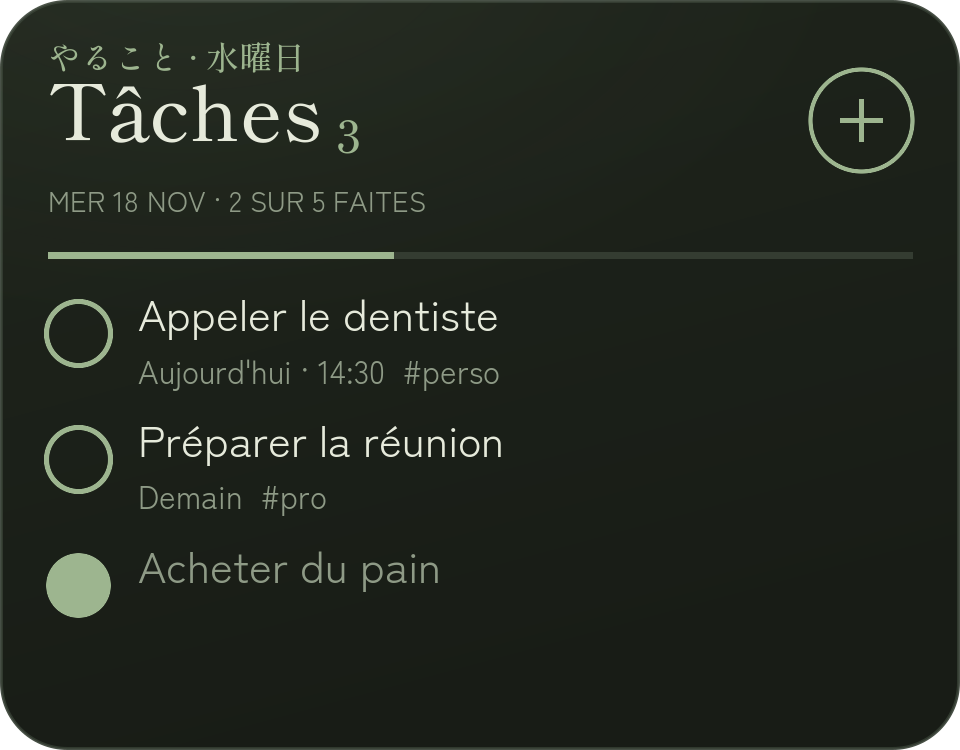 やること · 水曜日
Tâches 3
MER 18 NOV · 2 SUR 5 FAITES
Appeler le dentiste
Aujourd'hui · 14:30 #perso
Préparer la réunion
Demain #pro
Acheter du pain